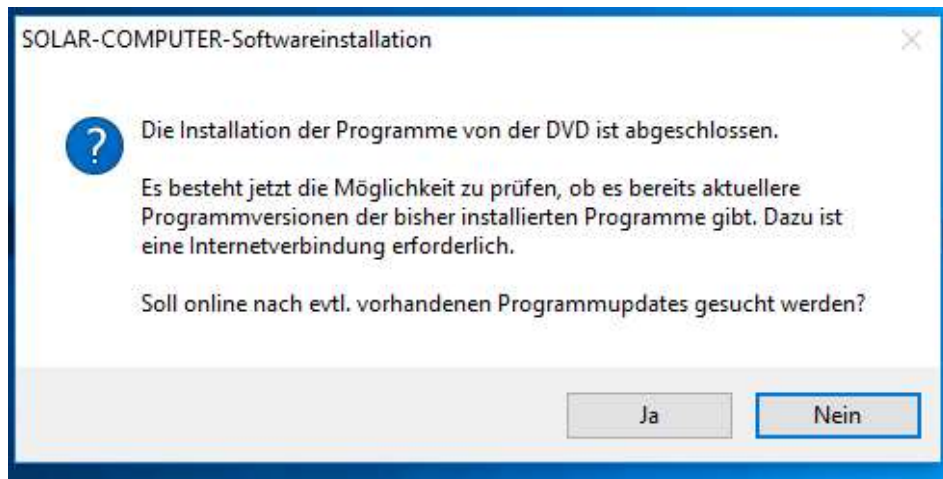 SOLAR-COMPUTER-Softwareinstallation
Die Installation der Programme von der DVD ist abgeschlossen.
Es besteht jetzt die Möglichkeit zu prüfen, ob es bereits aktuellere
Programmversionen der bisher installierten Programme gibt. Dazu ist
eine Internetverbindung erforderlich.
Soll online nach evtl. vorhandenen Programmupdates gesucht werden?
Ja
Nein